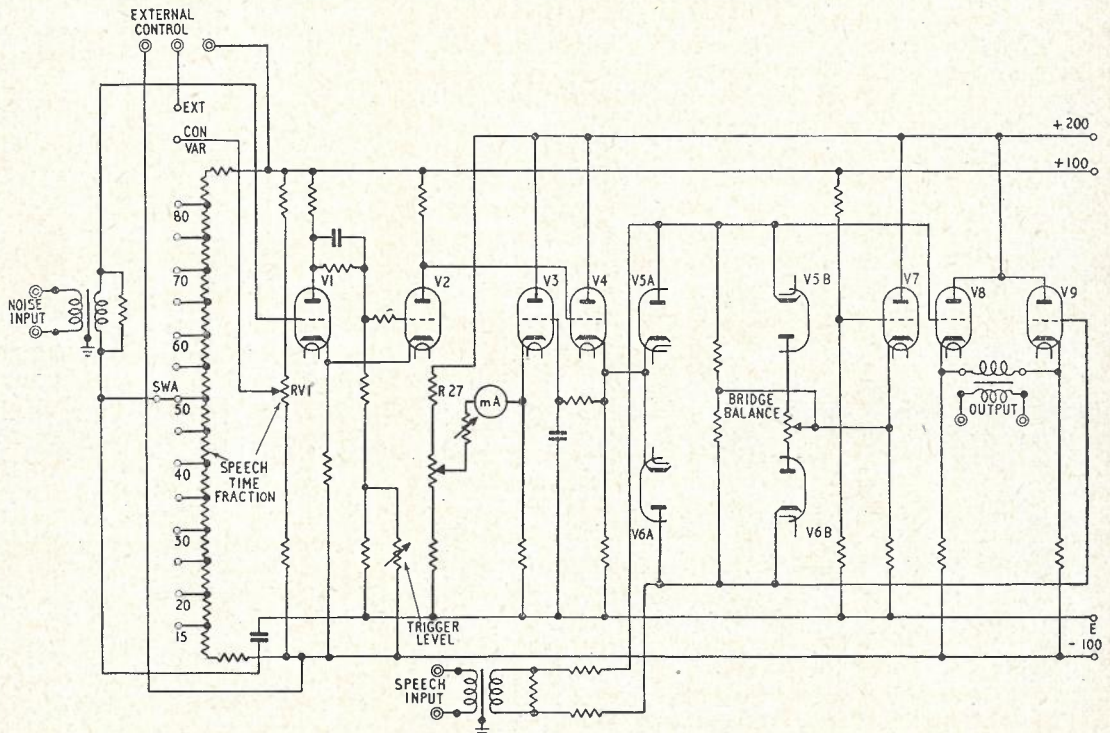 EXTERNAL
CONTROL
EXT
CON
VAR
+200
+100
80
70
60
50
40
30
20
15
NOISE
INPUT
SWA
SPEECH
TIME
FRACTION
RV1
V1
V2
R27
mA
V3
V4
V5A
V5B
V6A
V6B
BRIDGE
BALANCE
V7
V8
V9
OUTPUT
TRIGGER
LEVEL
SPEECH
INPUT
E
-100